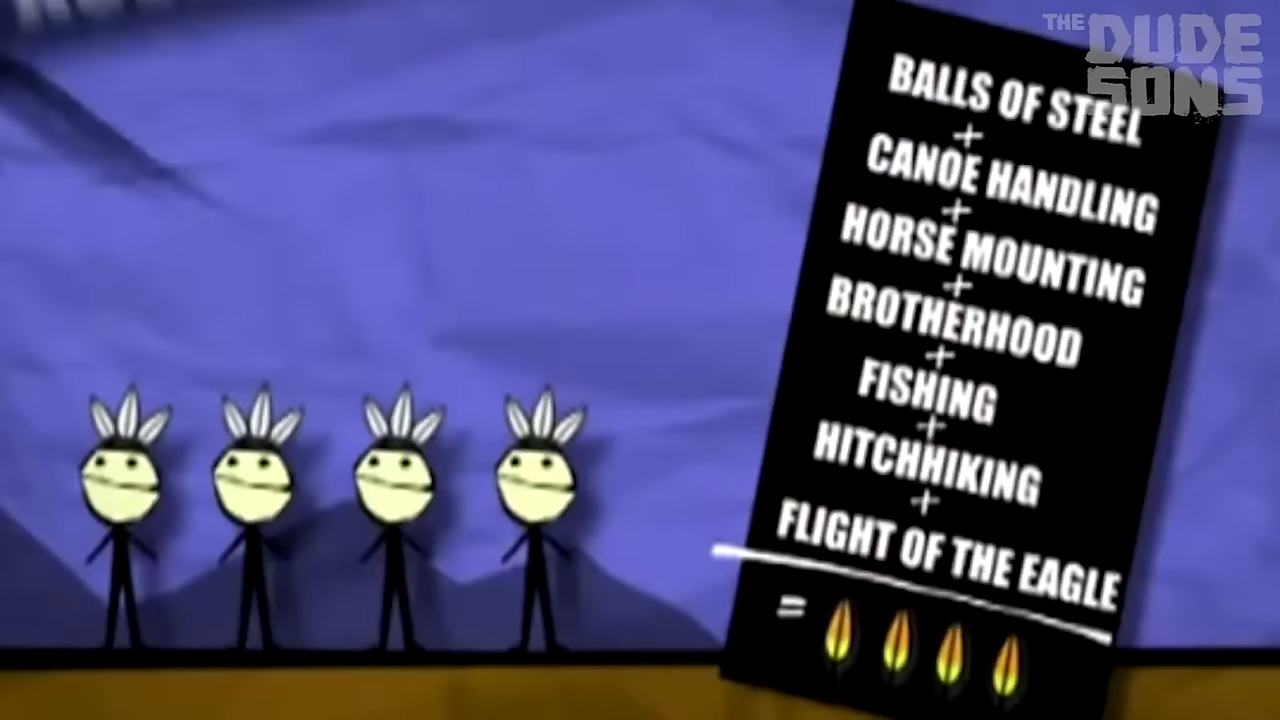 THE
DUDE
SONS
BALLS OF STEEL
+
CANOE HANDLING
+
HORSE MOUNTING
+
BROTHERHOOD
+
FISHING
+
HITCHHIKING
+
FLIGHT OF THE EAGLE
=